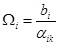 Ωᵢ = bᵢ / αᵢₖ